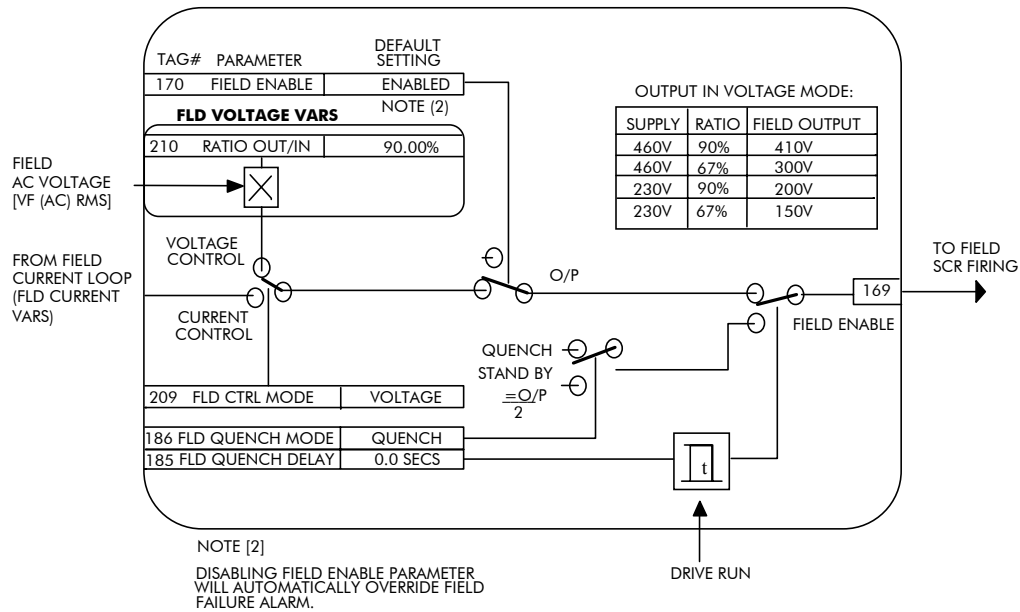 TAG# PARAMETER DEFAULT SETTING
170 FIELD ENABLE ENABLED
NOTE (2)
FLD VOLTAGE VARS
210 RATIO OUT/IN 90.00%
FIELD
AC VOLTAGE
[VF (AC) RMS]
OUTPUT IN VOLTAGE MODE:
SUPPLY RATIO FIELD OUTPUT
460V 90% 410V
460V 67% 300V
230V 90% 200V
230V 67% 150V
VOLTAGE
CONTROL
FROM FIELD
CURRENT LOOP
(FLD CURRENT
VARS)
CURRENT
CONTROL
O/P
TO FIELD
SCR FIRING
169
FIELD ENABLE
QUENCH
STAND BY
=O/P
2
209 FLD CTRL MODE VOLTAGE
186 FLD QUENCH MODE QUENCH
185 FLD QUENCH DELAY 0.0 SECS
t
DRIVE RUN
NOTE [2]
DISABLING FIELD ENABLE PARAMETER
WILL AUTOMATICALLY OVERRIDE FIELD
FAILURE ALARM.